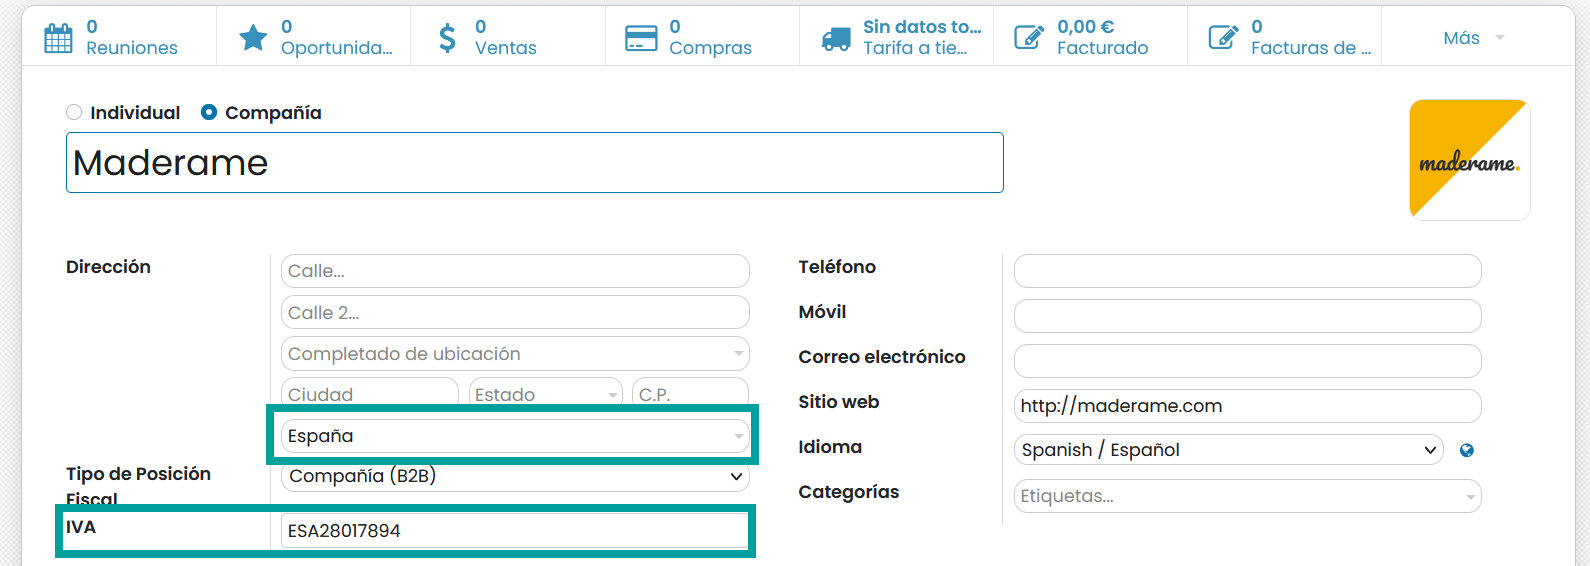 0
Reuniones
0
Oportunida...
0
Ventas
0
Compras
Sin datos to...
Tarifa a tie...
0,00 €
Facturado
0
Facturas de ...
Más
Individual
Compañía
Maderame
maderame.
Dirección
Calle...
Calle 2...
Completado de ubicación
Ciudad
Estado
C.P.
España
Tipo de Posición
Fiscal
Compañía (B2B)
IVA
ESA28017894
Teléfono
Móvil
Correo electrónico
Sitio web
http://maderame.com
Idioma
Spanish / Español
Categorías
Etiquetas...